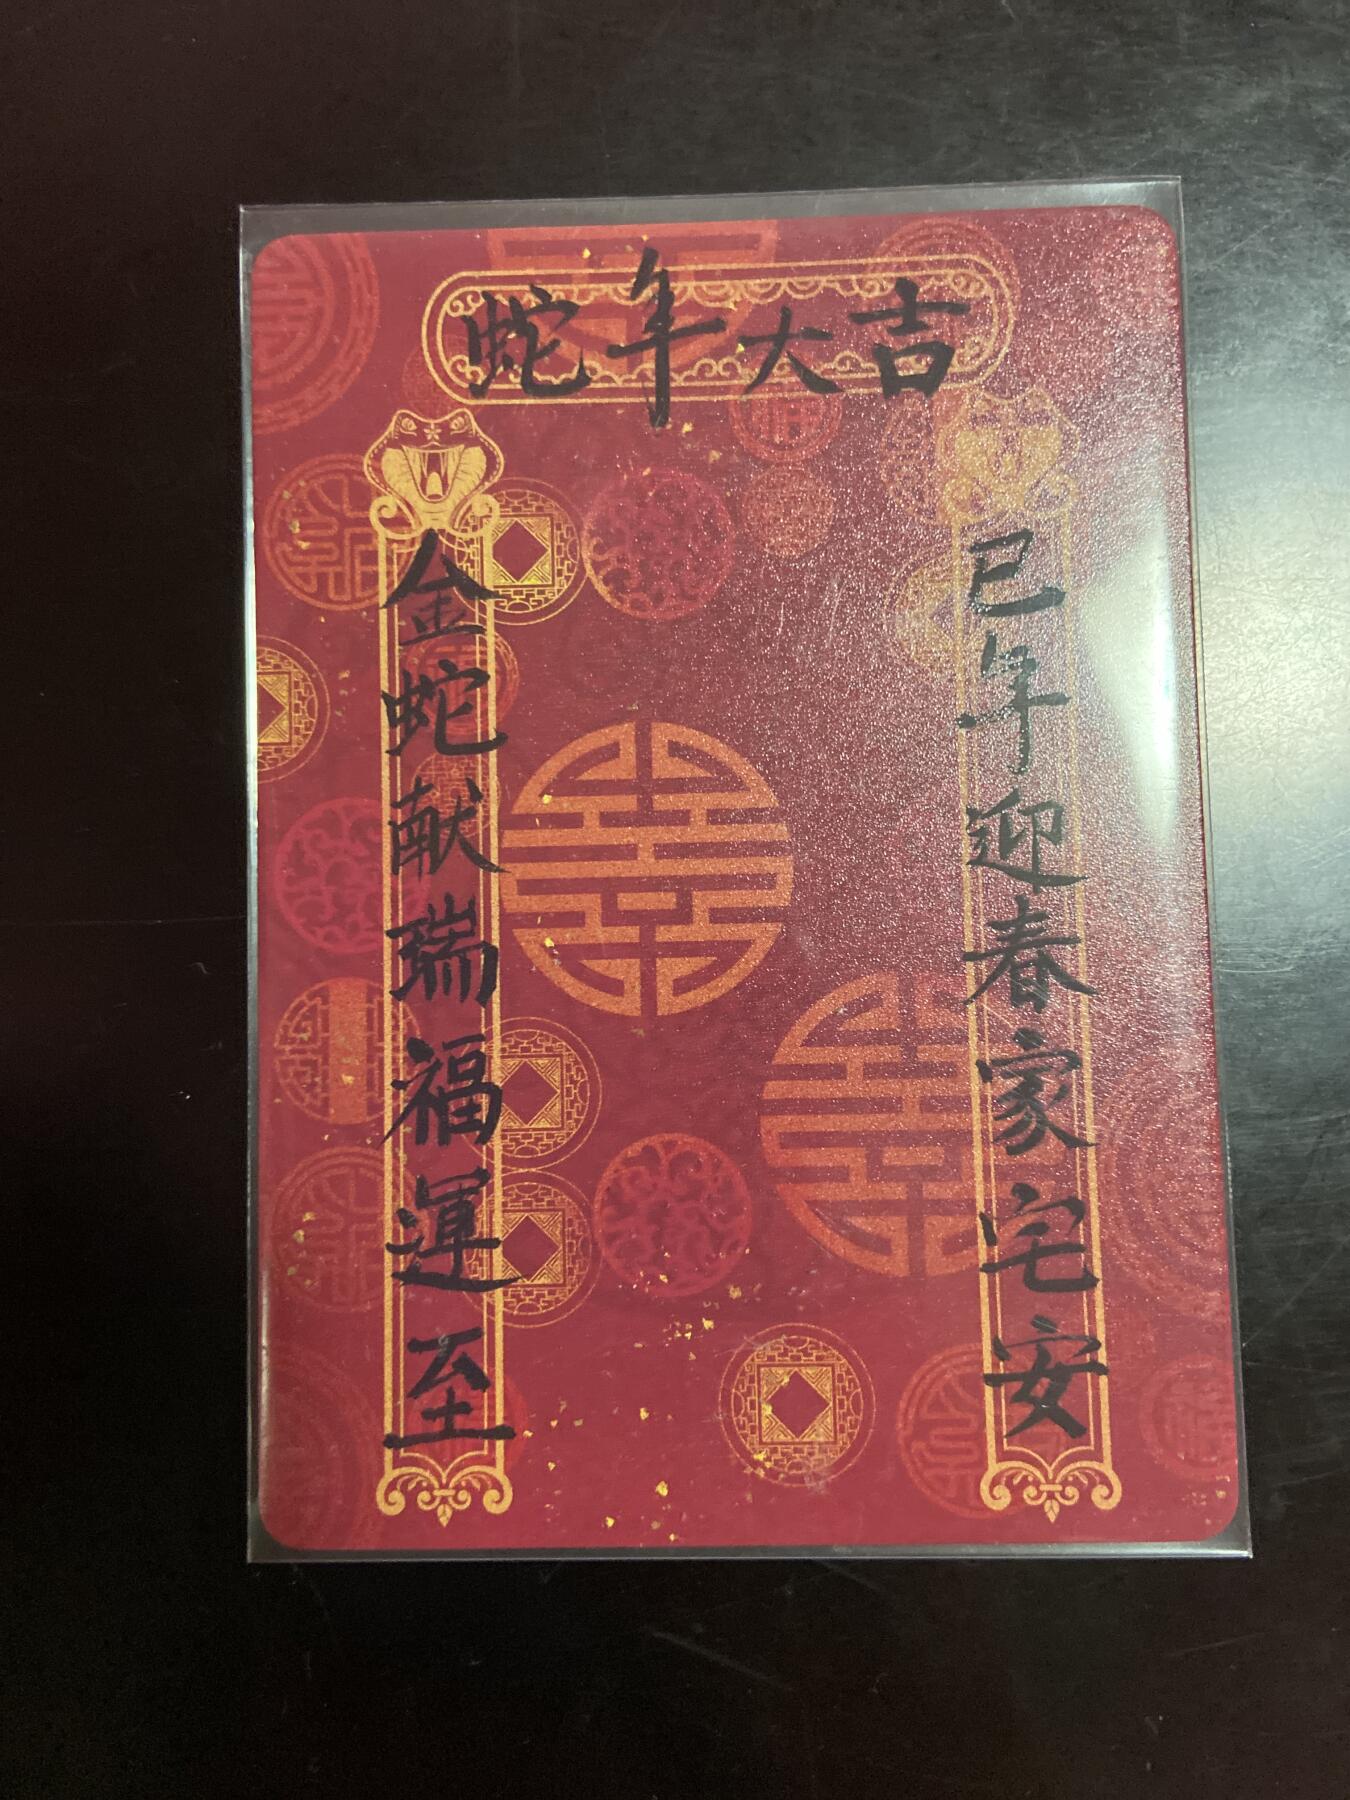 蛇年大吉
巳年迎春家宅安
金蛇献瑞福運至